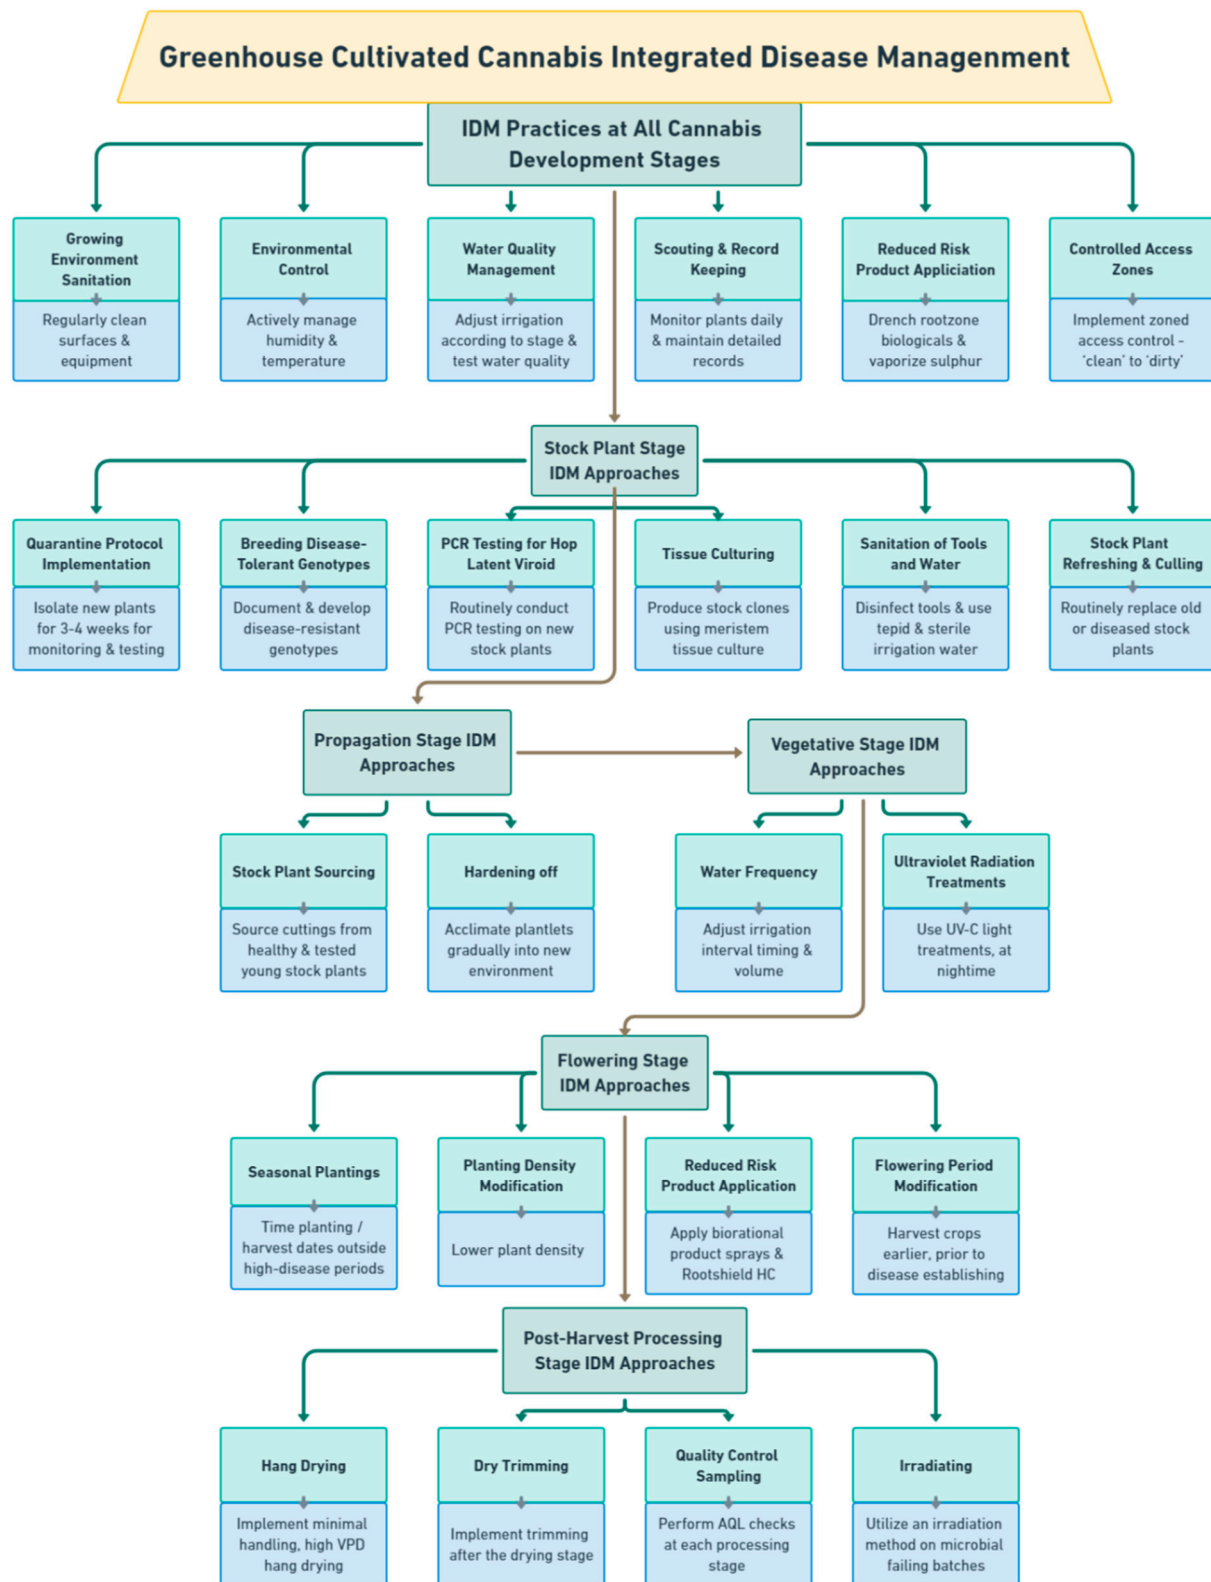 Greenhouse Cultivated Cannabis Integrated Disease Managenment
IDM Practices at All Cannabis
Development Stages
Growing
Environment
Sanitation
Regularly clean
surfaces &
equipment
Environmental
Control
Actively manage
humidity &
temperature
Water Quality
Management
Adjust irrigation
according to stage &
test water quality
Scouting & Record
Keeping
Monitor plants daily
& maintain detailed
records
Reduced Risk
Product Appliciation
Drench rootzone
biologicals &
vaporize sulphur
Controlled Access
Zones
Implement zoned
access control -
'clean' to 'dirty'
Stock Plant Stage
IDM Approaches
Quarantine Protocol
Implementation
Isolate new plants
for 3-4 weeks for
monitoring & testing
Breeding Disease-
Tolerant Genotypes
Document & develop
disease-resistant
genotypes
PCR Testing for Hop
Latent Viroid
Routinely conduct
PCR testing on new
stock plants
Tissue Culturing
Produce stock clones
using meristem
tissue culture
Sanitation of Tools
and Water
Disinfect tools & use
tepid & sterile
irrigation water
Stock Plant
Refreshing & Culling
Routinely replace old
or diseased stock
plants
Propagation Stage IDM
Approaches
Vegetative Stage IDM
Approaches
Stock Plant Sourcing
Source cuttings from
healthy & tested
young stock plants
Hardening off
Acclimate plantlets
gradually into new
environment
Water Frequency
Adjust irrigation
interval timing &
volume
Ultraviolet Radiation
Treatments
Use UV-C light
treatments, at
nightime
Flowering Stage
IDM Approaches
Seasonal Plantings
Time planting /
harvest dates outside
high-disease periods
Planting Density
Modification
Lower plant density
Reduced Risk
Product Application
Apply biorational
product sprays &
Rootshield HC
Flowering Period
Modification
Harvest crops
earlier, prior to
disease establishing
Post-Harvest Processing
Stage IDM Approaches
Hang Drying
Implement minimal
handling, high VPD
hang drying
Dry Trimming
Implement trimming
after the drying stage
Quality Control
Sampling
Perform AQL checks
at each processing
stage
Irradiating
Utilize an irradiation
method on microbial
failing batches